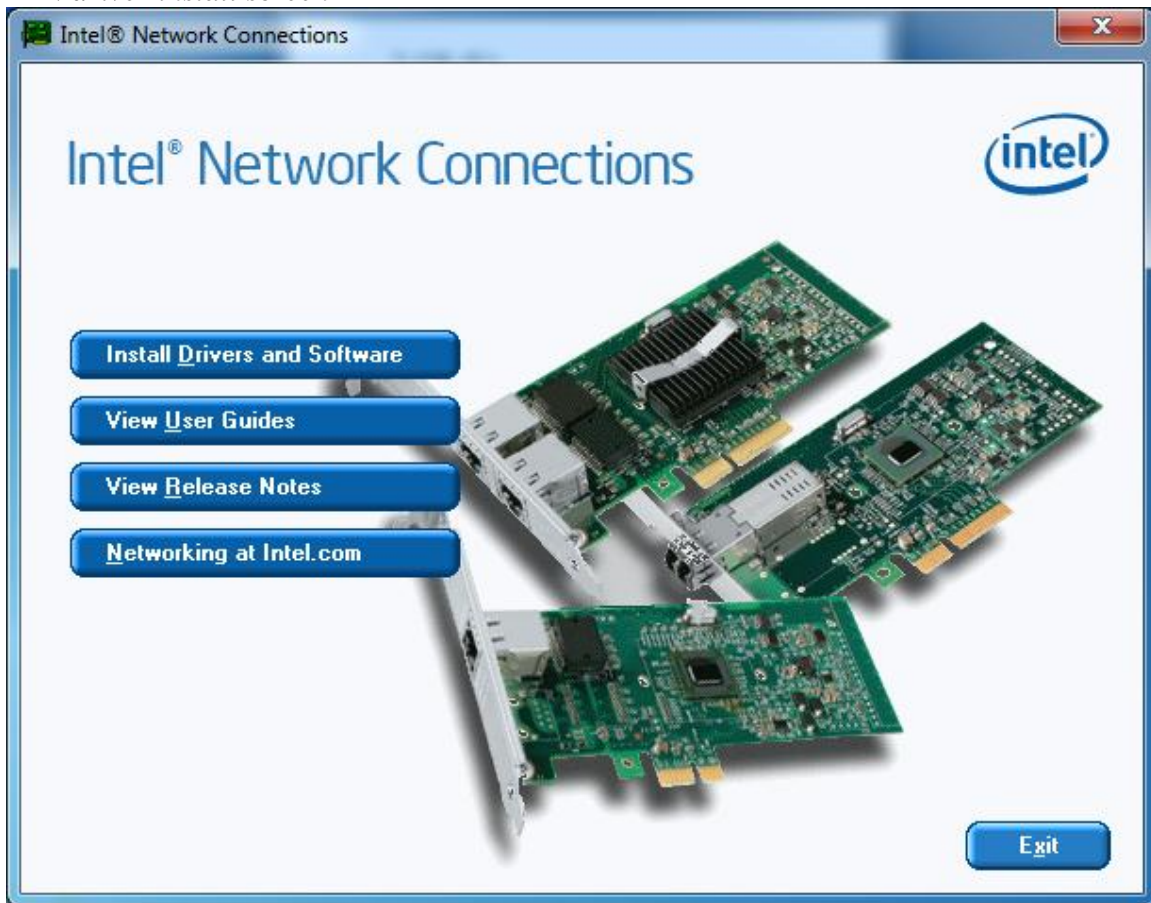 Intel® Network Connections
Intel® Network Connections
intel
Install Drivers and Software
View User Guides
View Release Notes
Networking at Intel.com
Exit